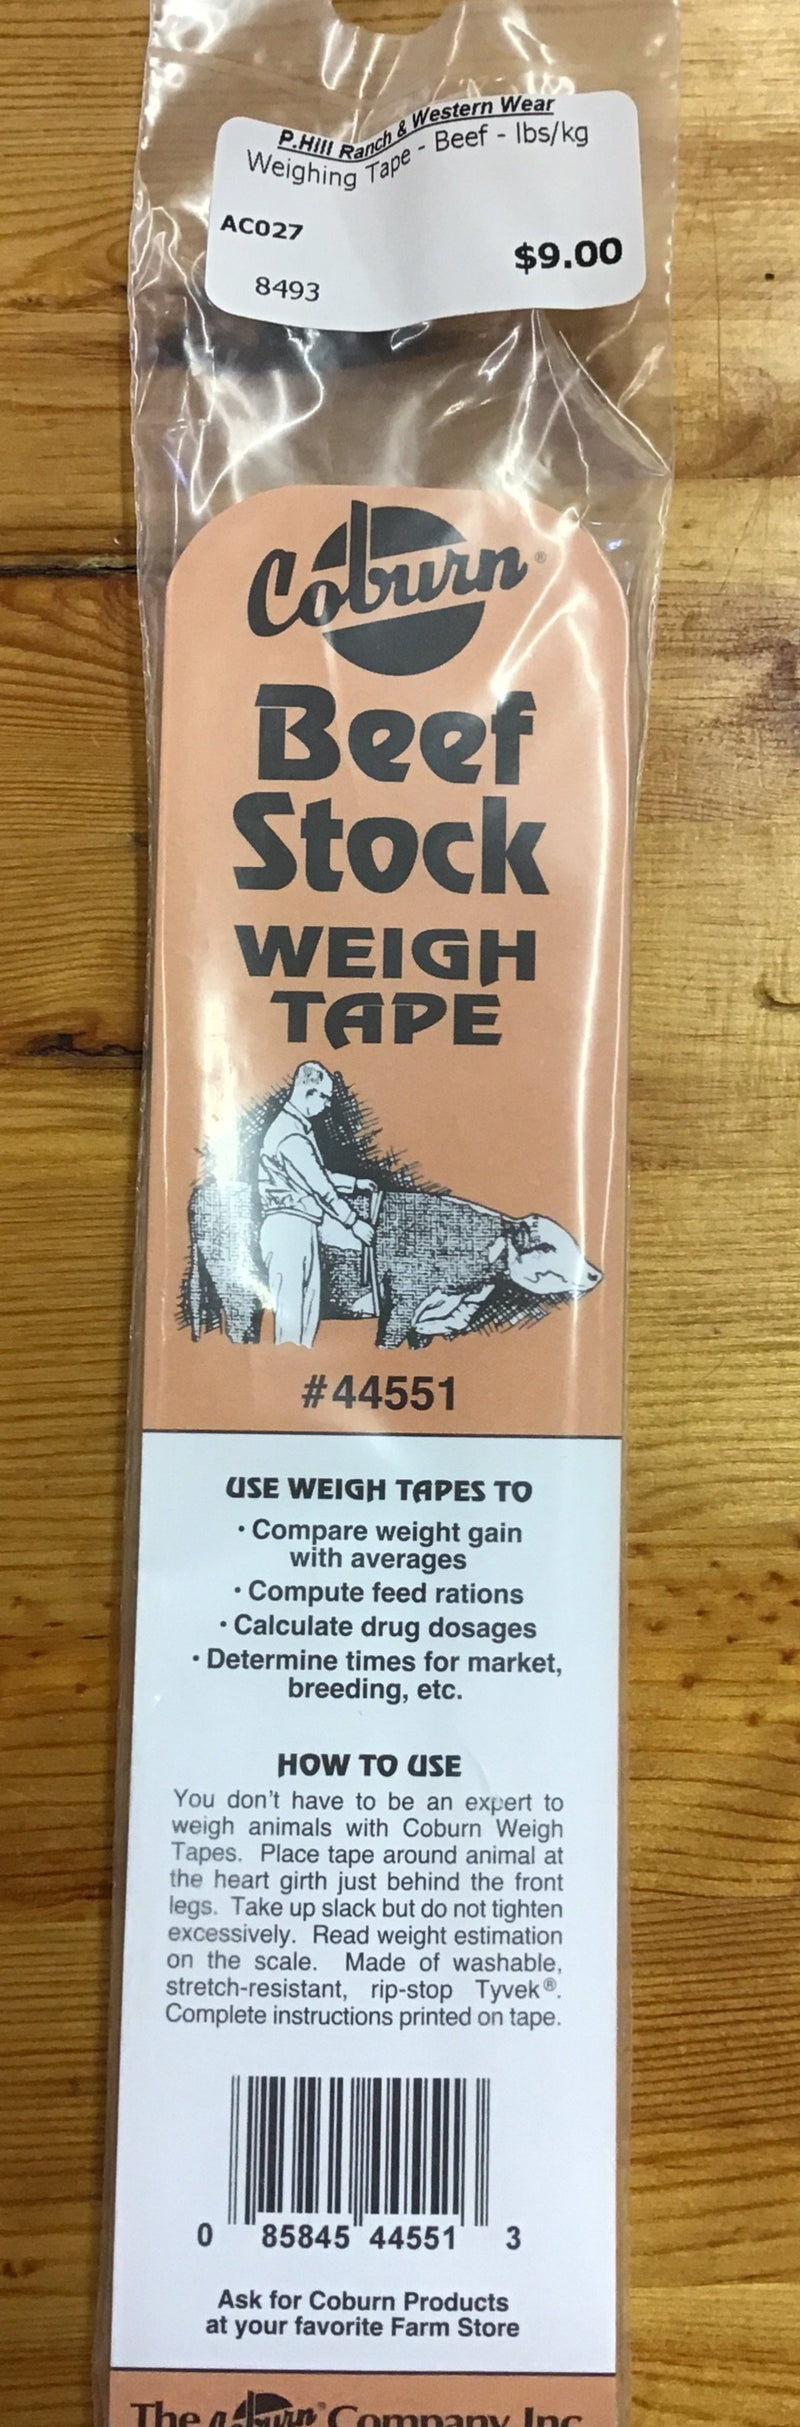 P.Hill Ranch & Western Wear
Weighing Tape - Beef - lbs/kg
AC027
$9.00
8493
Coburn®
Beef
Stock
WEIGH
TAPE
#44551
USE WEIGH TAPES TO
• Compare weight gain
with averages
• Compute feed rations
• Calculate drug dosages
• Determine times for market,
breeding, etc.
HOW TO USE
You don't have to be an expert to
weigh animals with Coburn Weigh
Tapes. Place tape around animal at
the heart girth just behind the front
legs. Take up slack but do not tighten
excessively. Read weight estimation
on the scale. Made of washable,
stretch-resistant, rip-stop Tyvek®.
Complete instructions printed on tape.
0 85845 44551 3
Ask for Coburn Products
at your favorite Farm Store
The Coburn® Company Inc